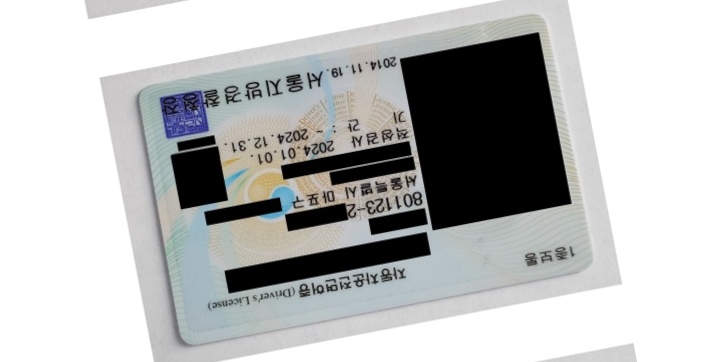 자동차운전면허증 (Driver's License)
1종보통
801123-2
서울특별시 마포구
적성검사 2024.01.01.
기 간 : ~ 2024.12.31.
2014.11.19. 서울지방경찰청장